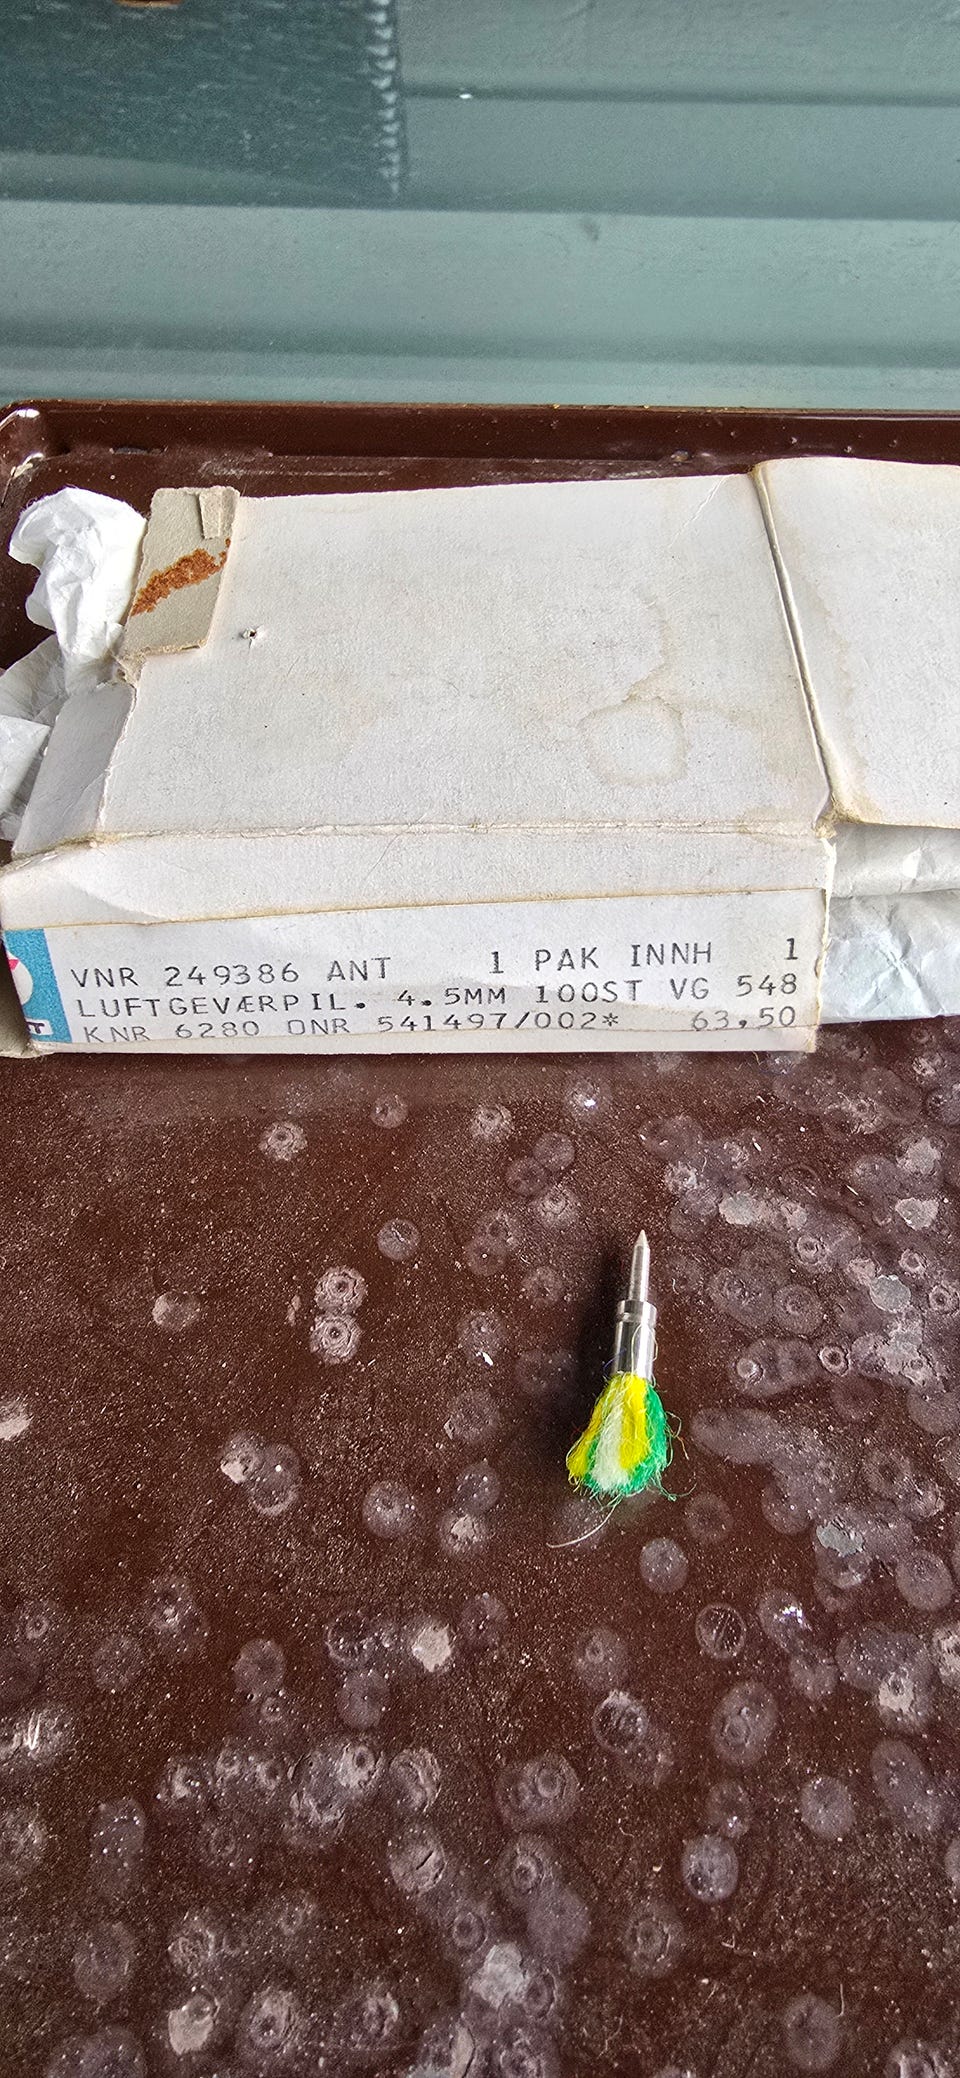 VNR 249386 ANT 1 PAK INNH 1
LUFTGEVÆRPIL. 4.5MM 100ST VG 548
KNR 6280 ONR 541497/002* 63,50